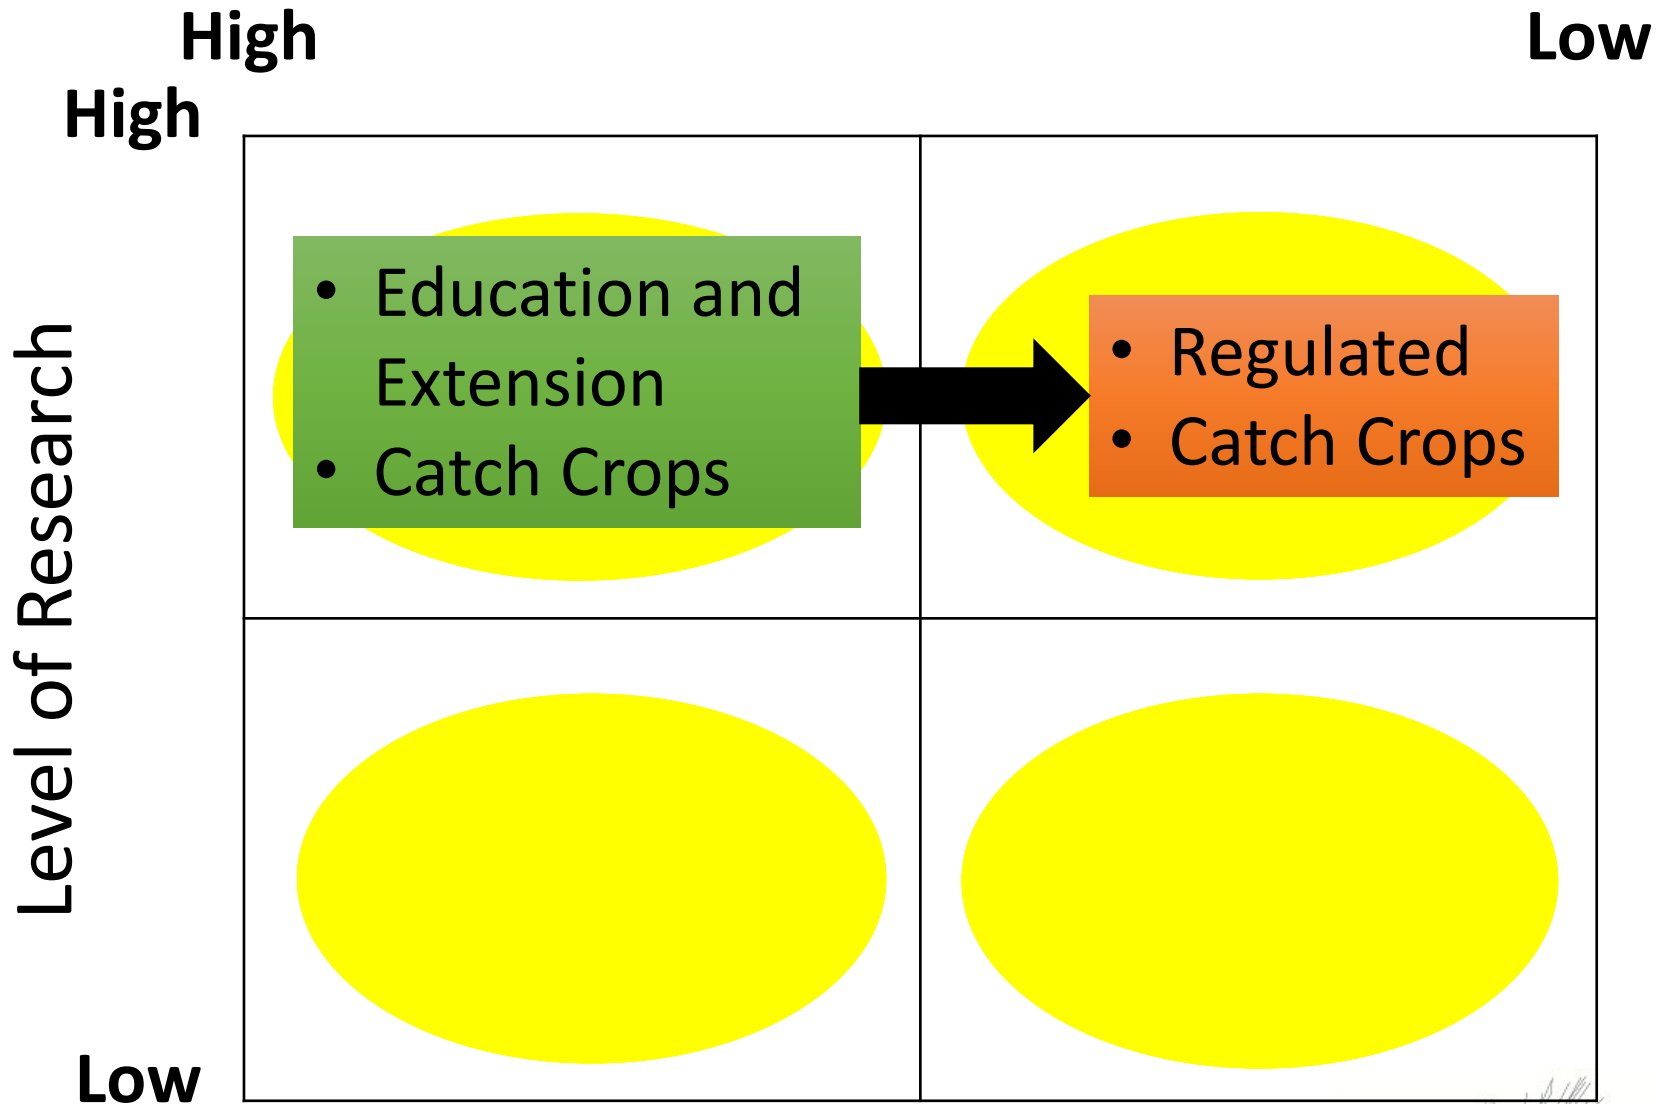 High
Low
High
Level of Research
• Education and
Extension
• Catch Crops
• Regulated
• Catch Crops
Low